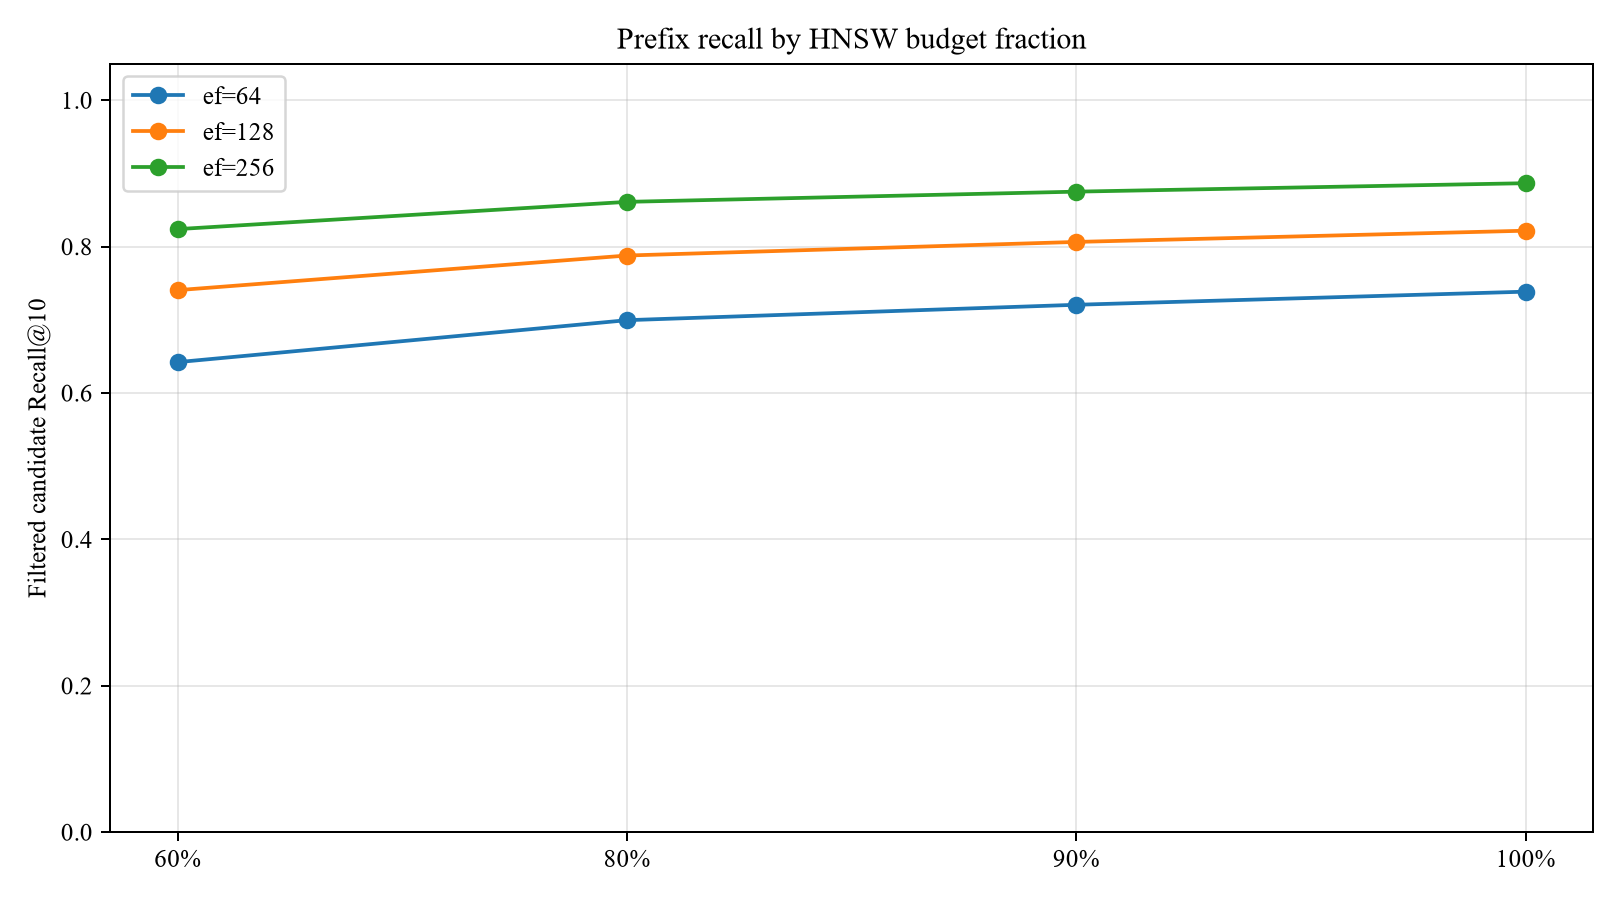 Prefix recall by HNSW budget fraction
ef=64
ef=128
ef=256
Filtered candidate Recall@10
1.0
0.8
0.6
0.4
0.2
0.0
60%
80%
90%
100%